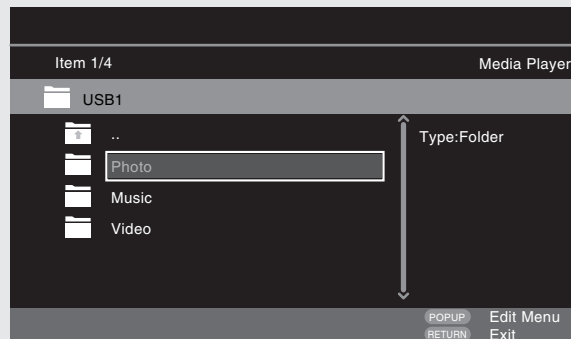 Item 1/4 Media Player
USB1
..
Type:Folder
Photo
Music
Video
POPUP Edit Menu
RETURN Exit